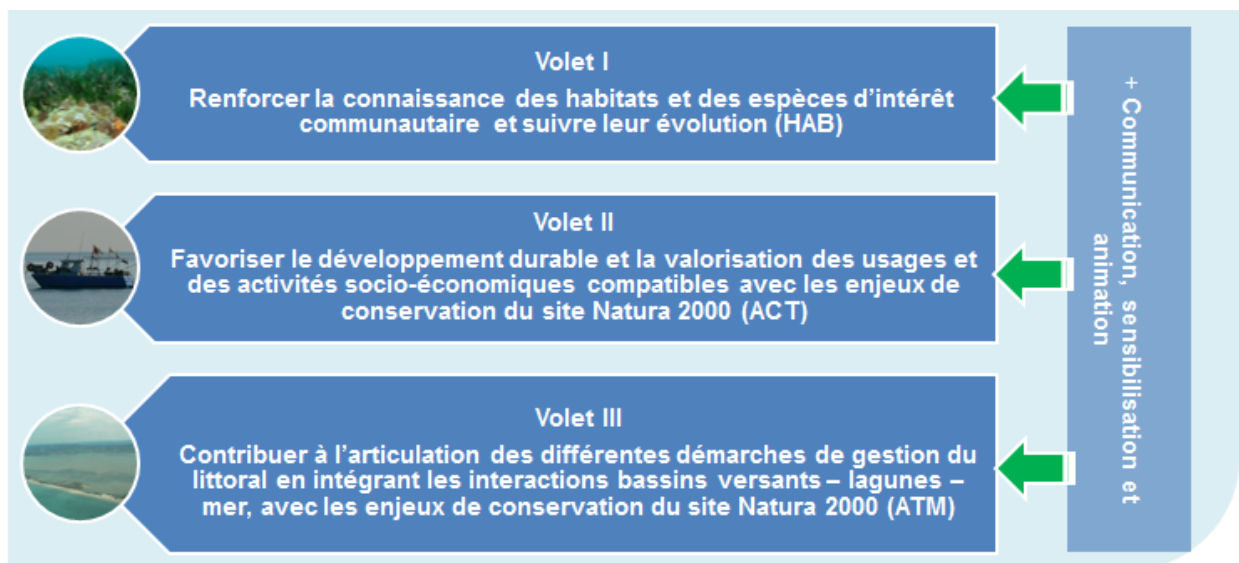 Volet I
Renforcer la connaissance des habitats et des espèces d'intérêt
communautaire et suivre leur évolution (HAB)
Volet II
Favoriser le développement durable et la valorisation des usages et
des activités socio-économiques compatibles avec les enjeux de
conservation du site Natura 2000 (ACT)
Volet III
Contribuer à l'articulation des différentes démarches de gestion du
littoral en intégrant les interactions bassins versants – lagunes –
mer, avec les enjeux de conservation du site Natura 2000 (ATM)
+ Communication, sensibilisation et
animation